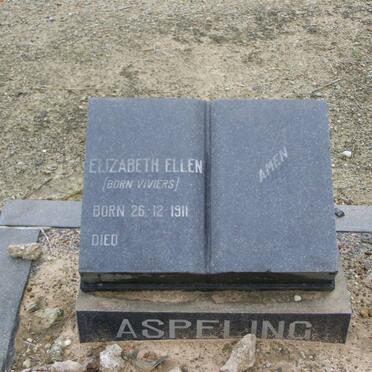 ELIZABETH ELLEN
(BORN VIVIERS)
BORN 26-12-1911
DIED
AMEN
ASPELING